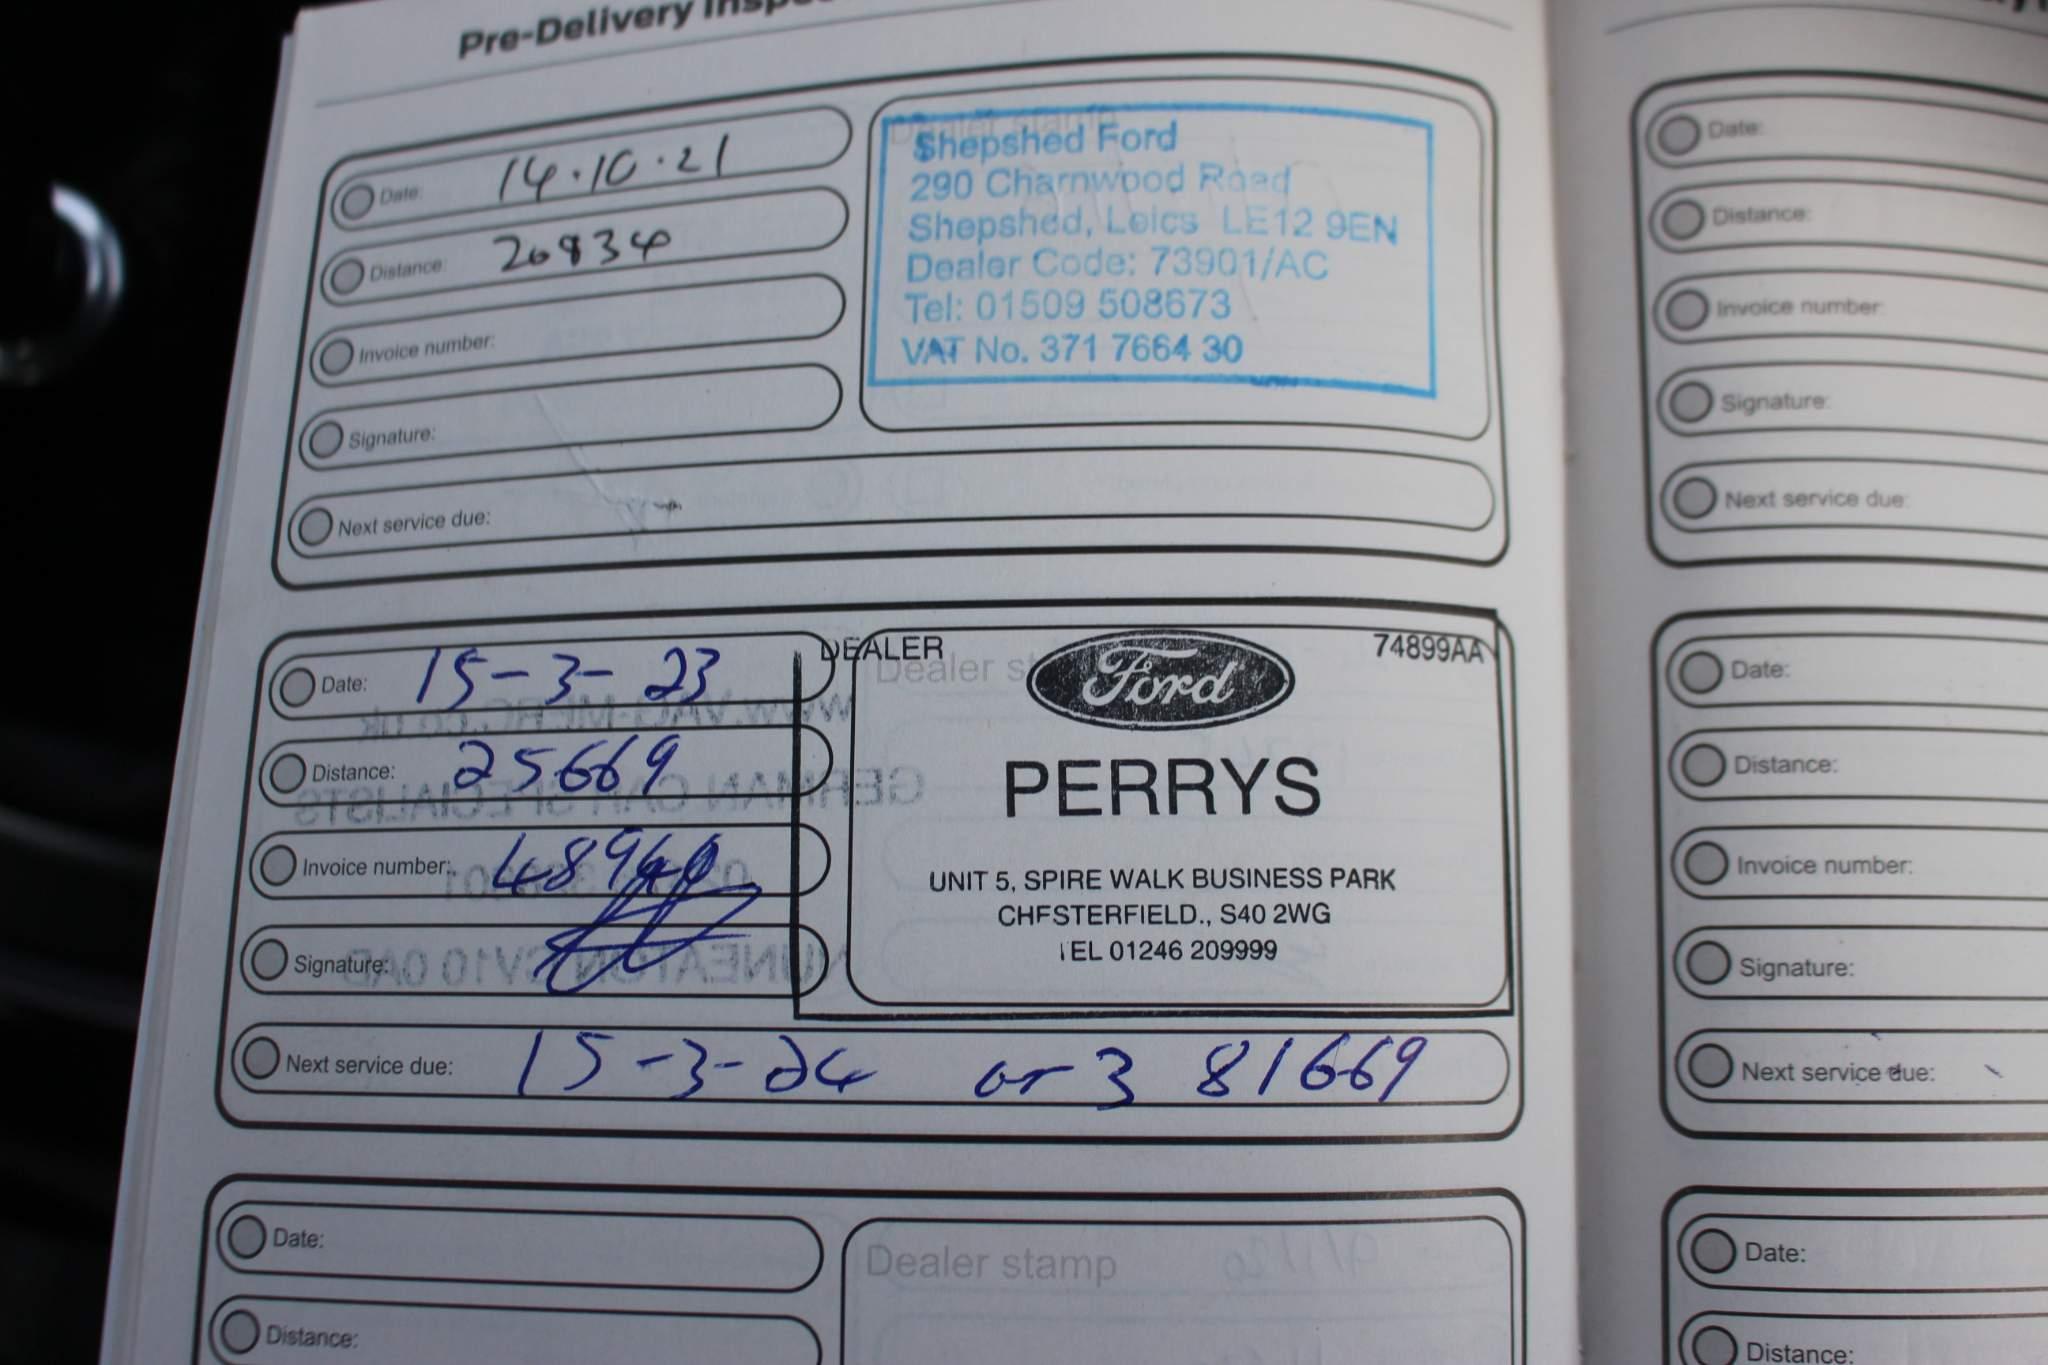 Pre-Delivery
Date: 14.10.21
Distance: 20834
Invoice number:
Signature:
Next service due:
Dealer stamp
Shepshed Ford
290 Charnwood Road
Shepshed, Leics LE12 9EN
Dealer Code: 73901/AC
Tel: 01509 508673
VAT No. 371 7664 30
Date: 15-3-23
Distance: 25669
Invoice number:
Signature:
Next service due: 15-3-24 or 3 81669
DEALER
74899AA
Dealer
Ford
PERRYS
UNIT 5, SPIRE WALK BUSINESS PARK
CHESTERFIELD., S40 2WG
TEL 01246 209999
Date:
Distance:
Dealer stamp
Date:
Distance:
Invoice number:
Signature:
Next service due:
Date:
Distance:
Invoice number:
Signature:
Next service due:
Date:
Distance: